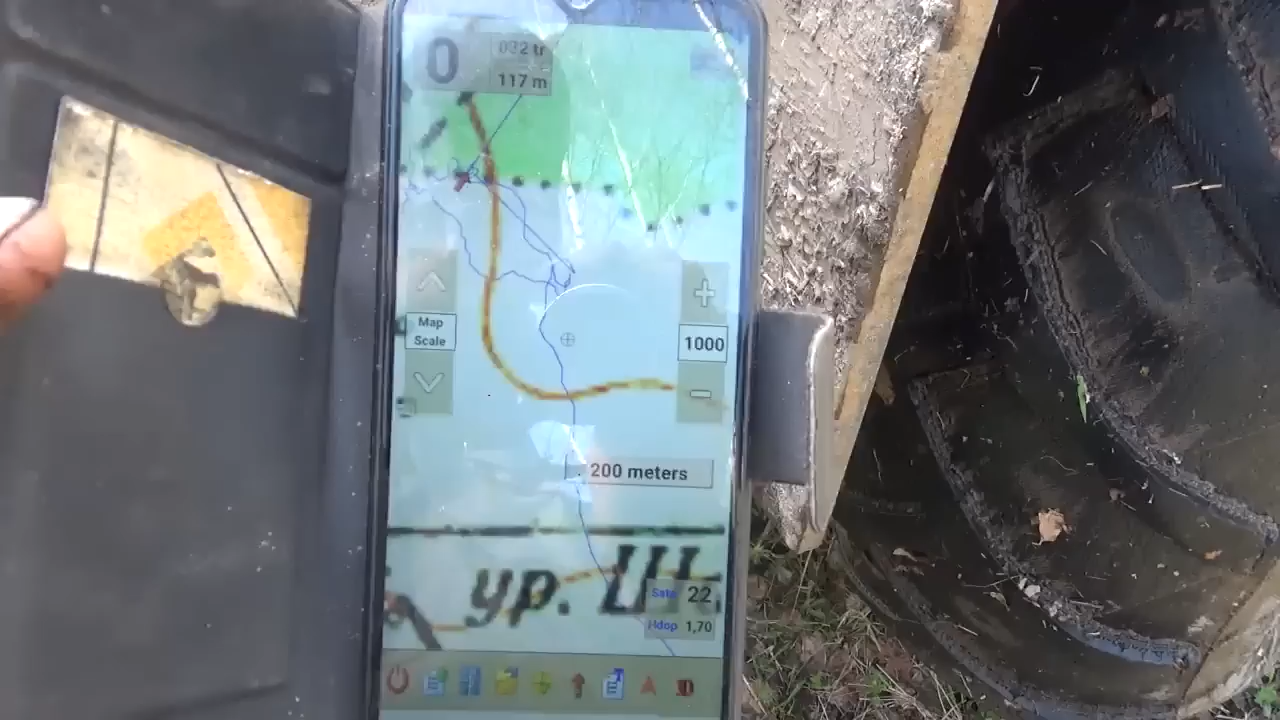 0
032 tr
117 m
+
Map
Scale
1000
-
200 meters
ур. Ш
Sats 22
Hdop 1,70